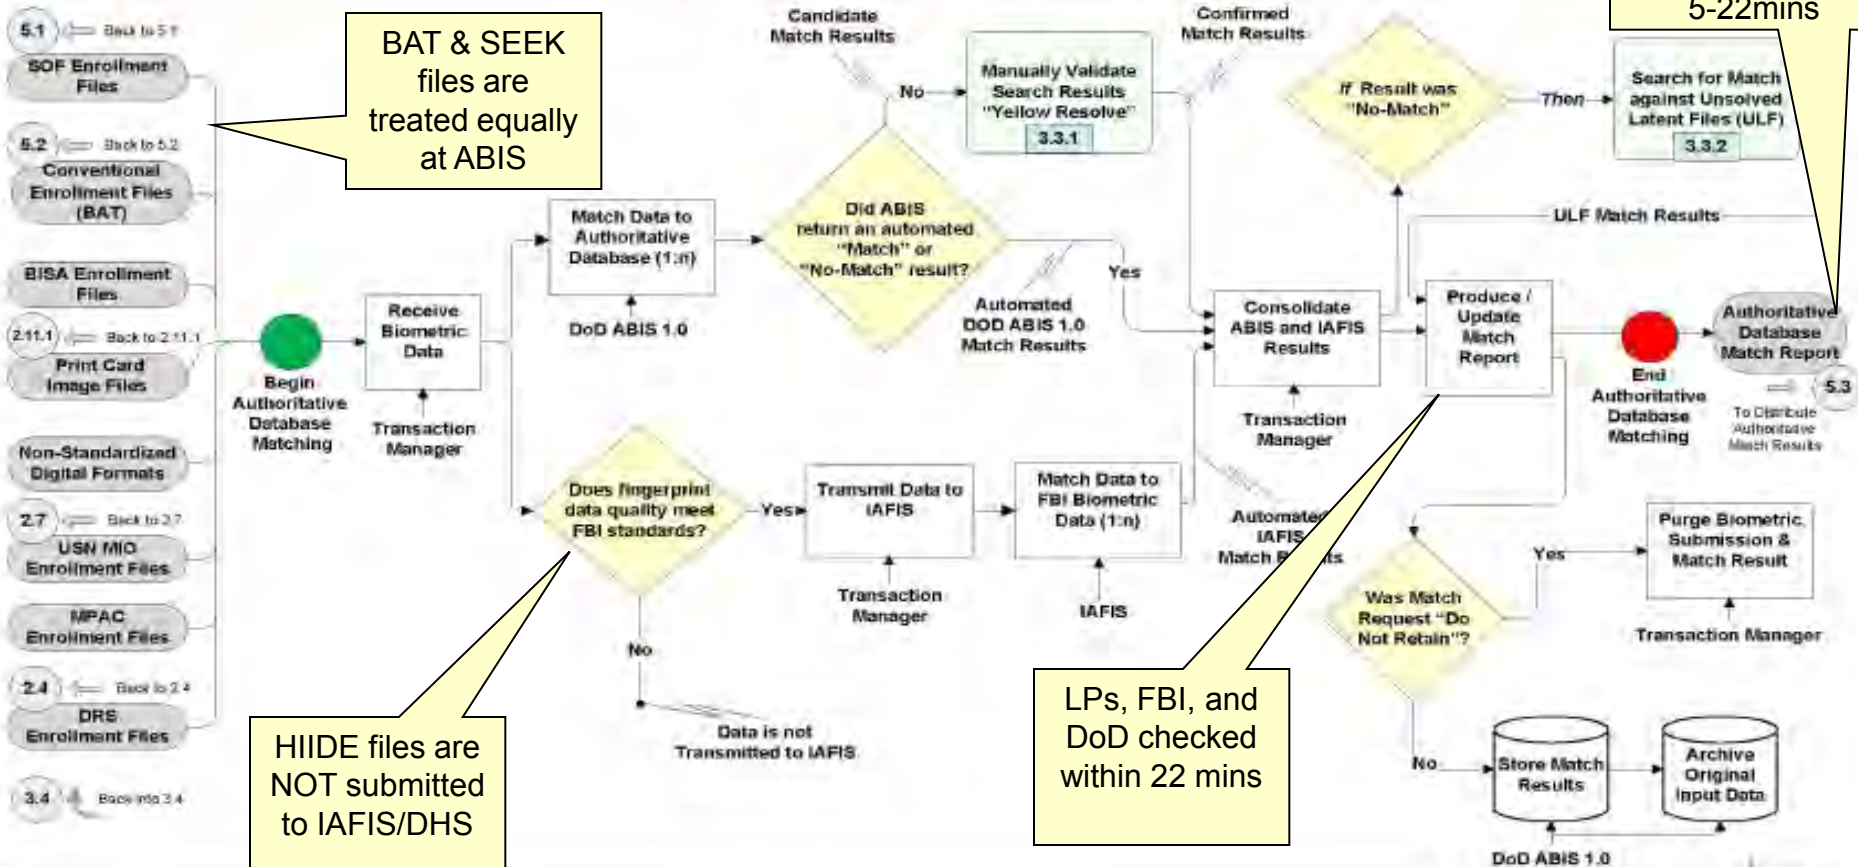 5.1
Back to 5.1
SOF Enrollment
Files
5.2
Back to 5.2
Conventional
Enrollment Files
(BAT)
BISA Enrollment
Files
2.11.1
Back to 2.11.1
Print Card
Image Files
Non-Standardized
Digital Formats
2.7
Back to 2.7
USN MIO
Enrollment Files
MPAC
Enrollment Files
2.4
Back to 2.4
DRS
Enrollment Files
3.4
Back into 3.4
BAT & SEEK
files are
treated equally
at ABIS
Begin
Authoritative
Database
Matching
Receive
Biometric
Data
Transaction
Manager
Match Data to
Authoritative
Database (1:n)
DoD ABIS 1.0
Candidate
Match Results
Did ABIS
return an automated
"Match" or
"No-Match" result?
No
Manually Validate
Search Results
"Yellow Resolve"
3.3.1
Confirmed
Match Results
Yes
Automated
DOD ABIS 1.0
Match Results
Does fingerprint
data quality meet
FBI standards?
Yes
No
Data is not
Transmitted to IAFIS
HIIDE files are
NOT submitted
to IAFIS/DHS
Transmit Data to
IAFIS
Transaction
Manager
Match Data to
FBI Biometric
Data (1:n)
IAFIS
Automated
IAFIS
Match
Consolidate
ABIS and IAFIS
Results
Transaction
Manager
If Result was
"No-Match"
Then
Search for Match
against Unsolved
Latent Files (ULF)
3.3.2
5-22mins
ULF Match Results
Produce /
Update
Match
Report
LPs, FBI, and
DoD checked
within 22 mins
End
Authoritative
Database
Matching
Authoritative
Database
Match Report
5.3
To Distribute
Authoritative
Match Results
Was Match
Request "Do
Not Retain"?
Yes
Purge Biometric
Submission &
Match Result
Transaction Manager
No
Store Match
Results
Archive
Original
Input Data
DoD ABIS 1.0